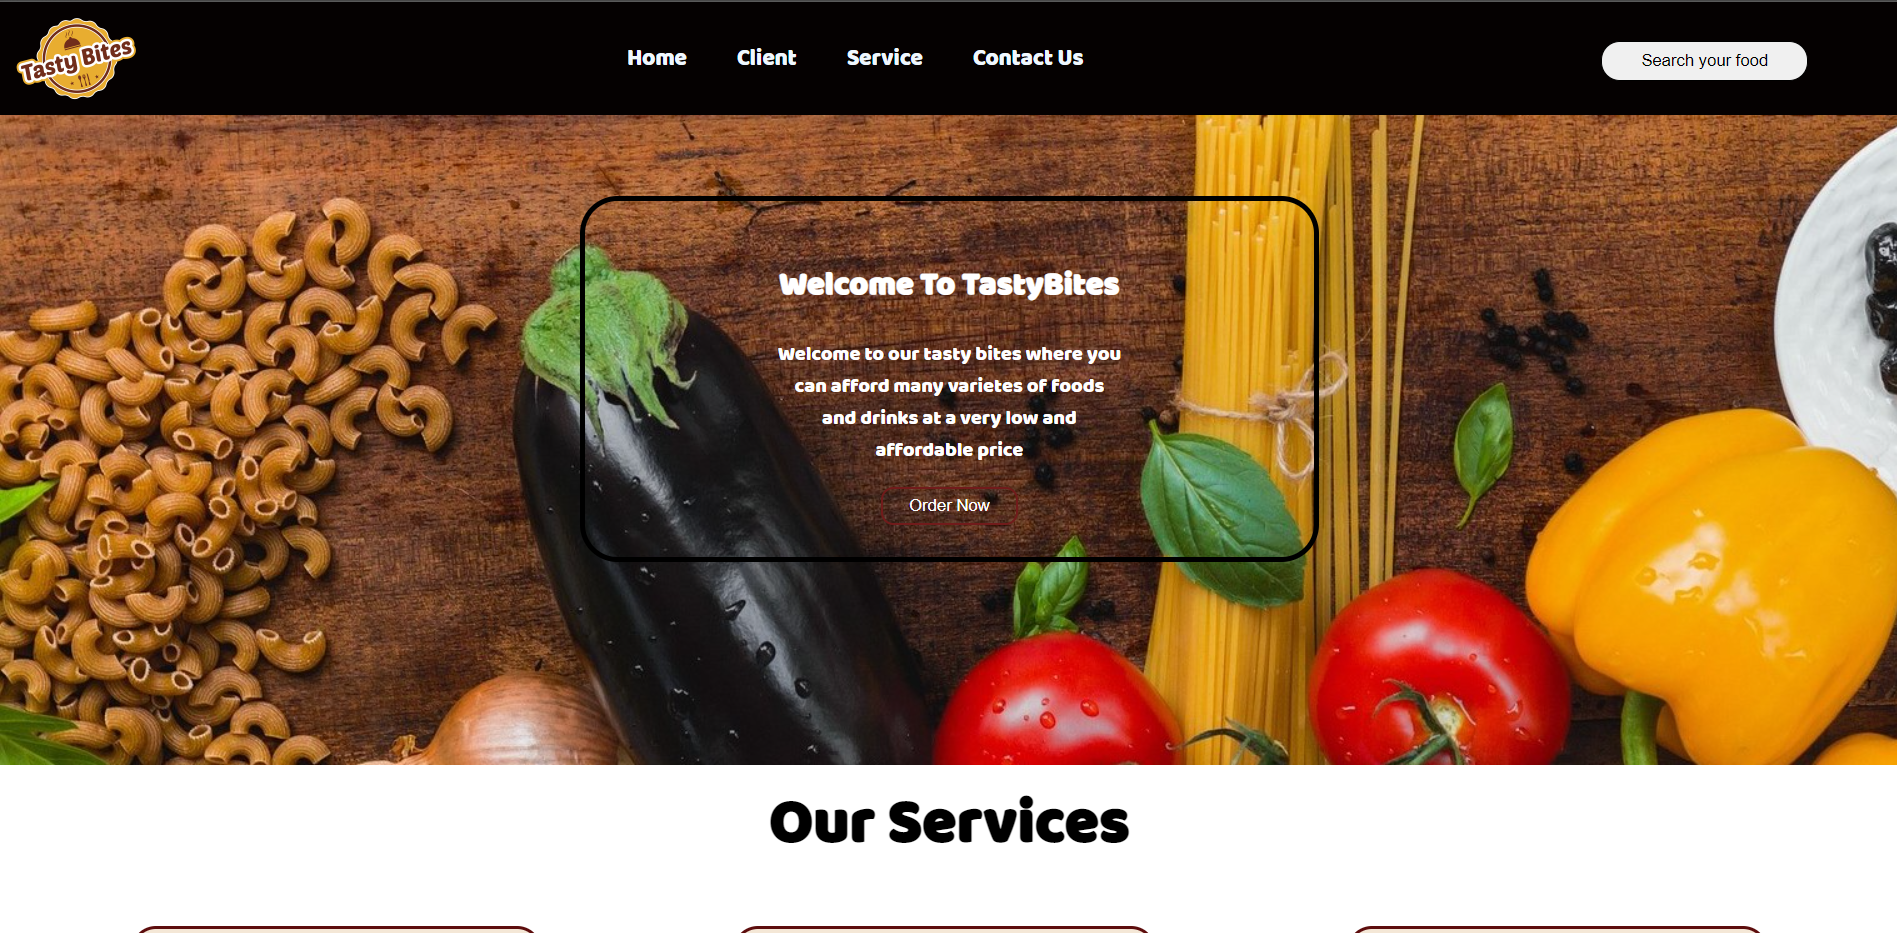 Tasty Bites
Home
Client
Service
Contact Us
Search your food
Welcome To TastyBites
Welcome to our tasty bites where you
can afford many varietes of foods
and drinks at a very low and
affordable price
Order Now
Our Services